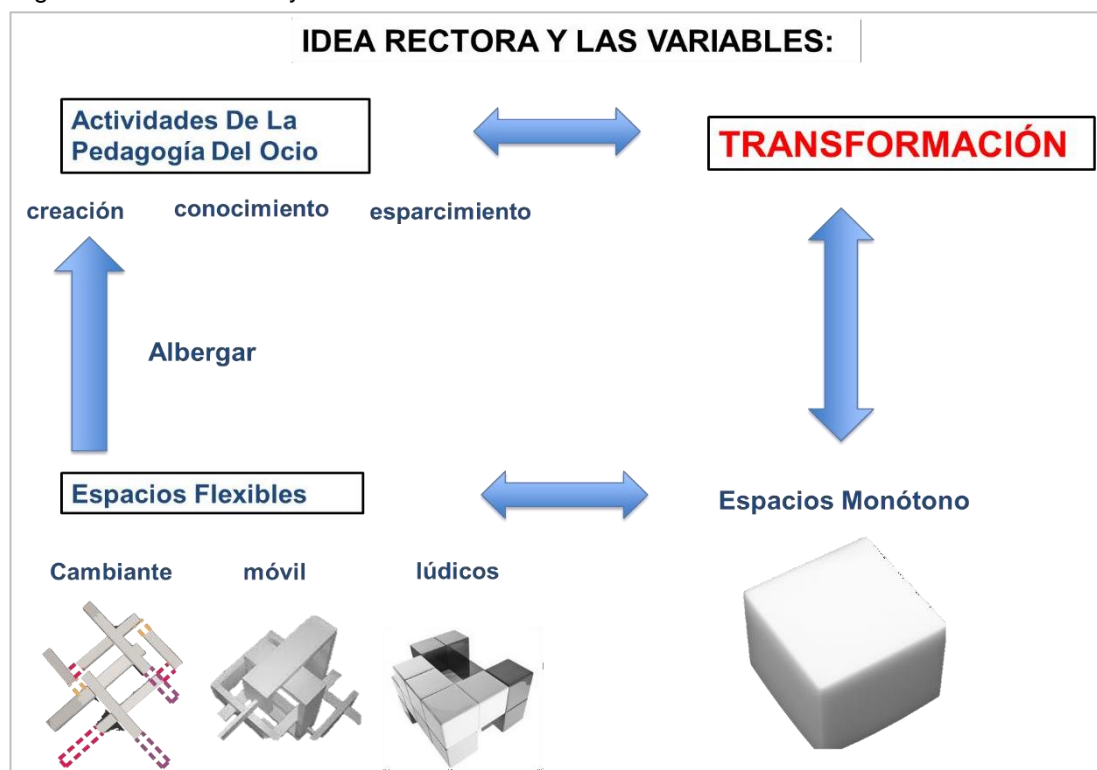 IDEA RECTORA Y LAS VARIABLES:
Actividades De La
Pedagogía Del Ocio
TRANSFORMACIÓN
creación conocimiento esparcimiento
Albergar
Espacios Flexibles
Espacios Monótono
Cambiante móvil lúdicos